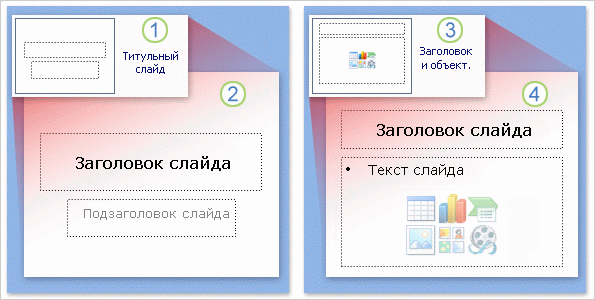 1
Титульный
слайд
2
Заголовок слайда
Подзаголовок слайда
3
Заголовок
и объект.
4
Заголовок слайда
• Текст слайда